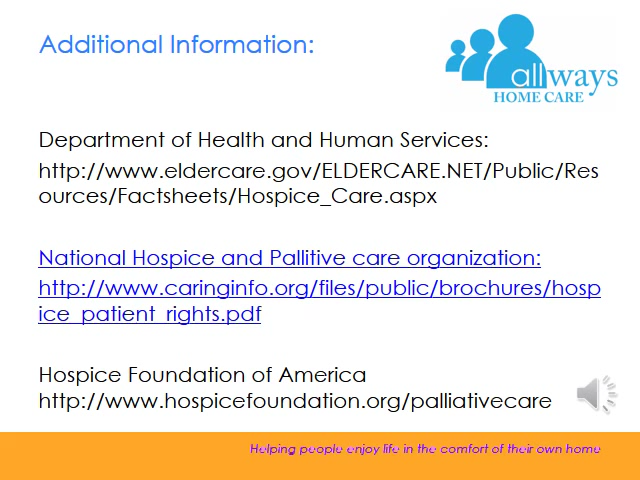 Additional Information:
allways
HOME CARE
Department of Health and Human Services:
http://www.eldercare.gov/ELDERCARE.NET/Public/Res
ources/Factsheets/Hospice_Care.aspx
National Hospice and Pallitive care organization:
http://www.caringinfo.org/files/public/brochures/hosp
ice_patient_rights.pdf
Hospice Foundation of America
http://www.hospicefoundation.org/palliativecare
Helping people enjoy life in the comfort of their own home